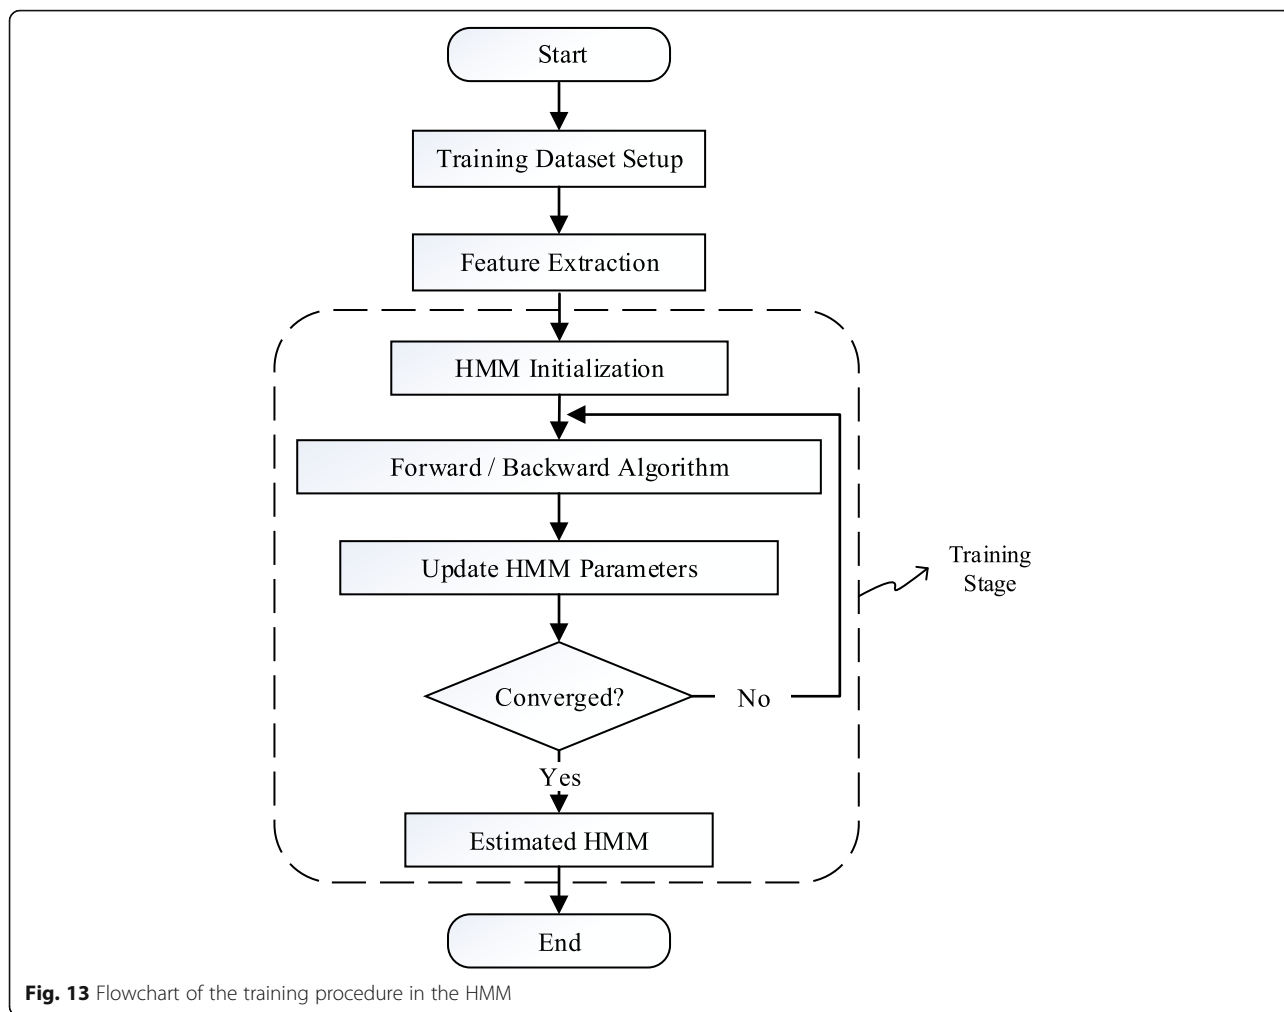 Start
Training Dataset Setup
Feature Extraction
HMM Initialization
Forward / Backward Algorithm
Update HMM Parameters
Training
Stage
Converged?
No
Yes
Estimated HMM
End
Fig. 13 Flowchart of the training procedure in the HMM